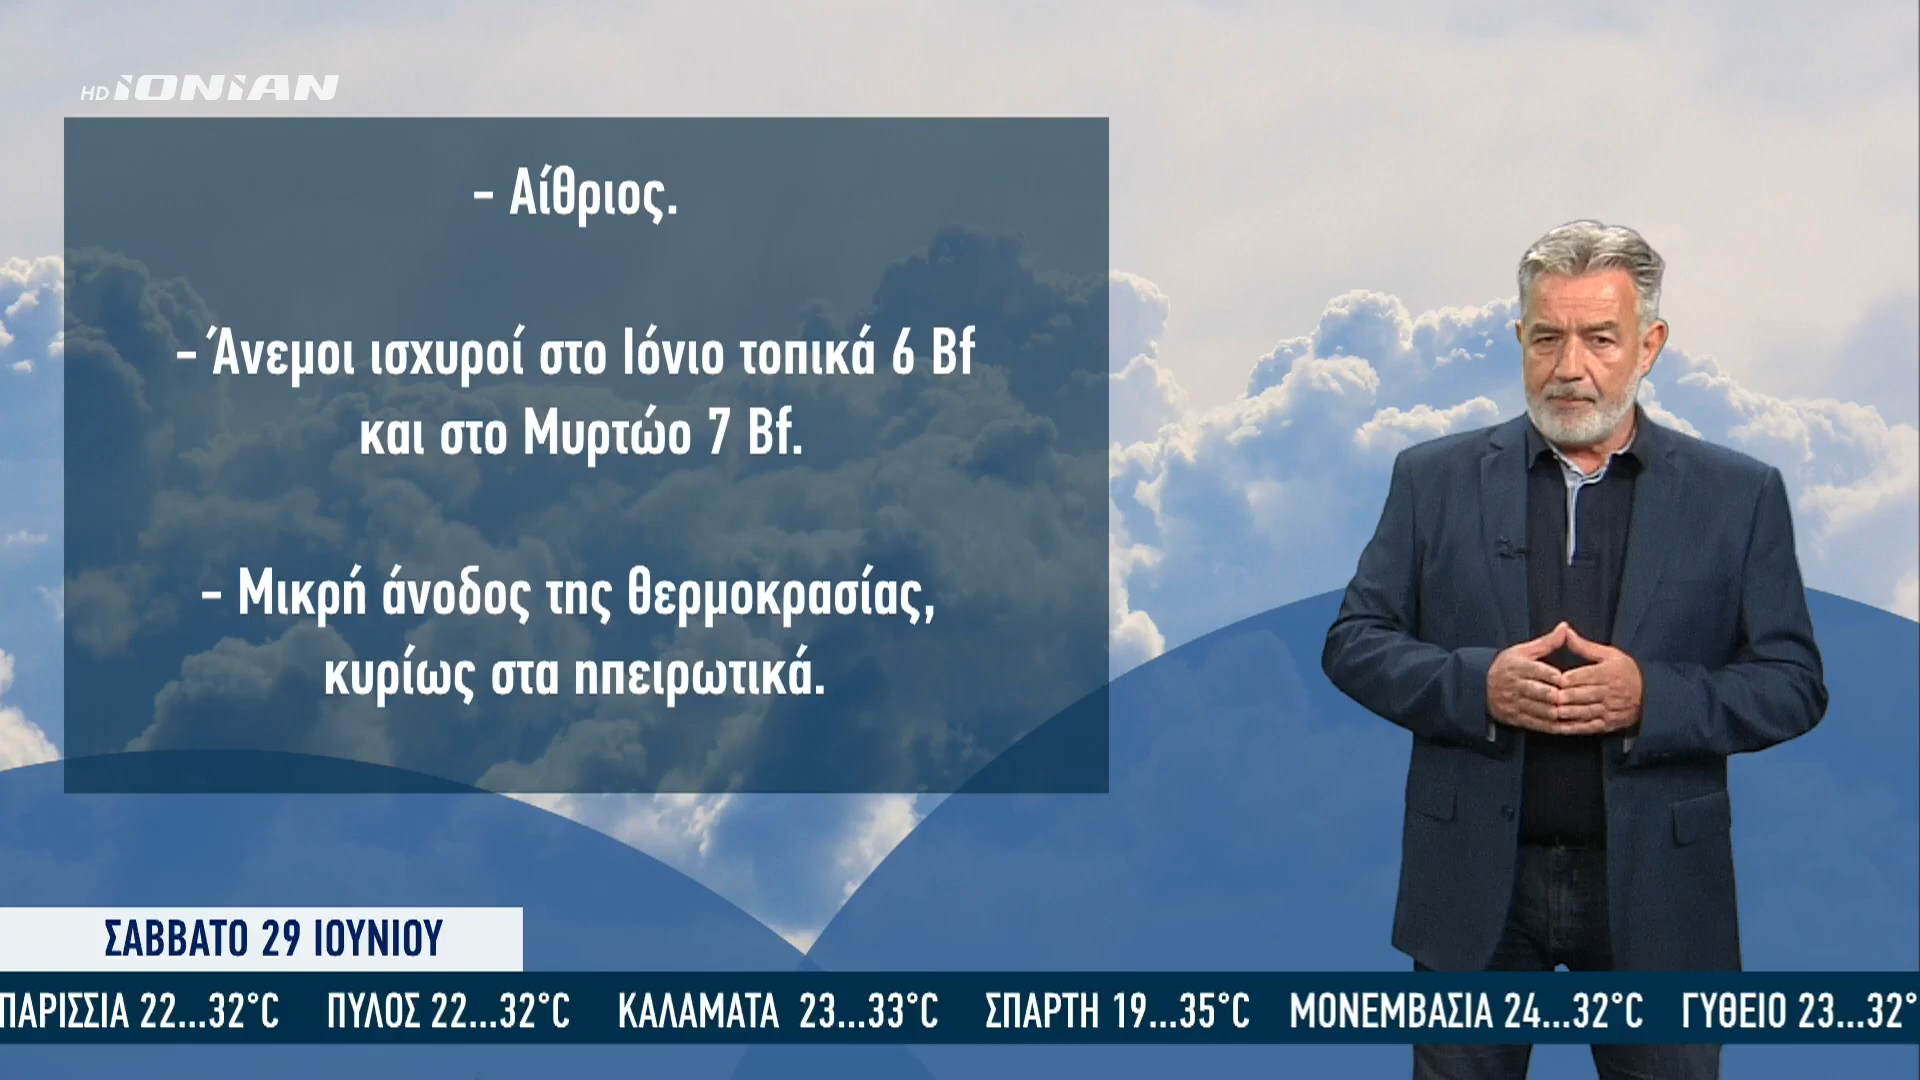 HD IONIAN
- Αίθριος.
- Άνεμοι ισχυροί στο Ιόνιο τοπικά 6 Bf
και στο Μυρτώο 7 Bf.
- Μικρή άνοδος της θερμοκρασίας,
κυρίως στα ηπειρωτικά.
ΣΑΒΒΑΤΟ 29 ΙΟΥΝΙΟΥ
ΠΑΡΙΣΣΙΑ 22...32°C ΠΥΛΟΣ 22...32°C ΚΑΛΑΜΑΤΑ 23...33°C ΣΠΑΡΤΗ 19...35°C ΜΟΝΕΜΒΑΣΙΑ 24...32°C ΓΥΘΕΙΟ 23...32°